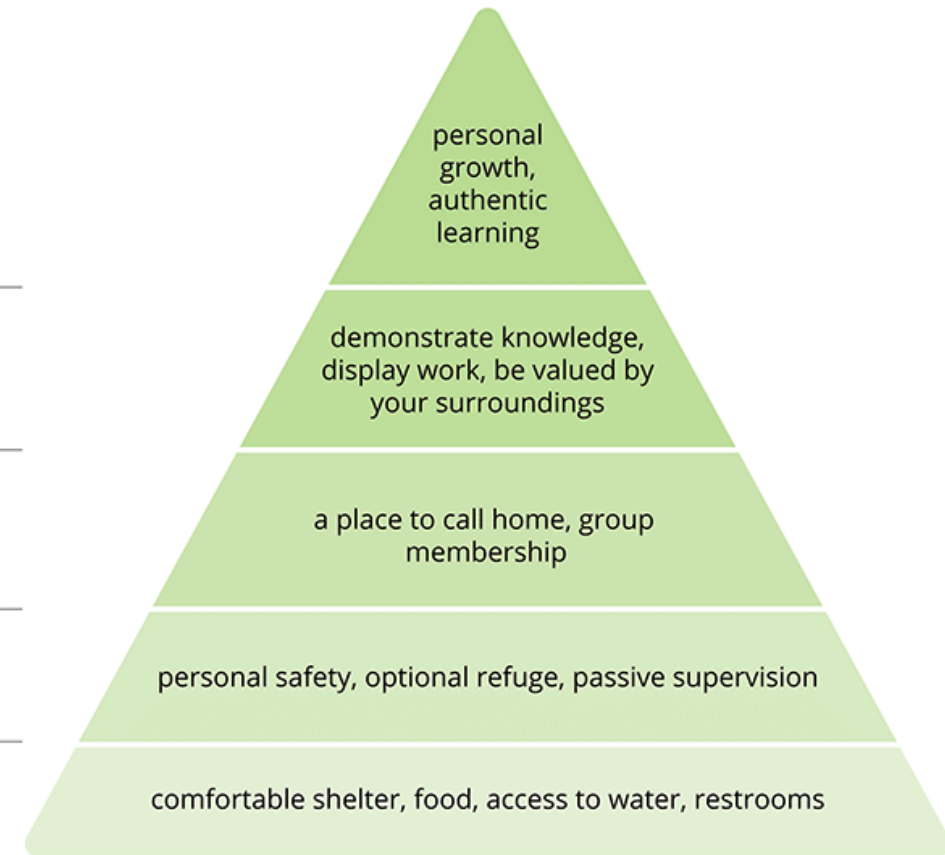 personal
growth,
authentic
learning
demonstrate knowledge,
display work, be valued by
your surroundings
a place to call home, group
membership
personal safety, optional refuge, passive supervision
comfortable shelter, food, access to water, restrooms